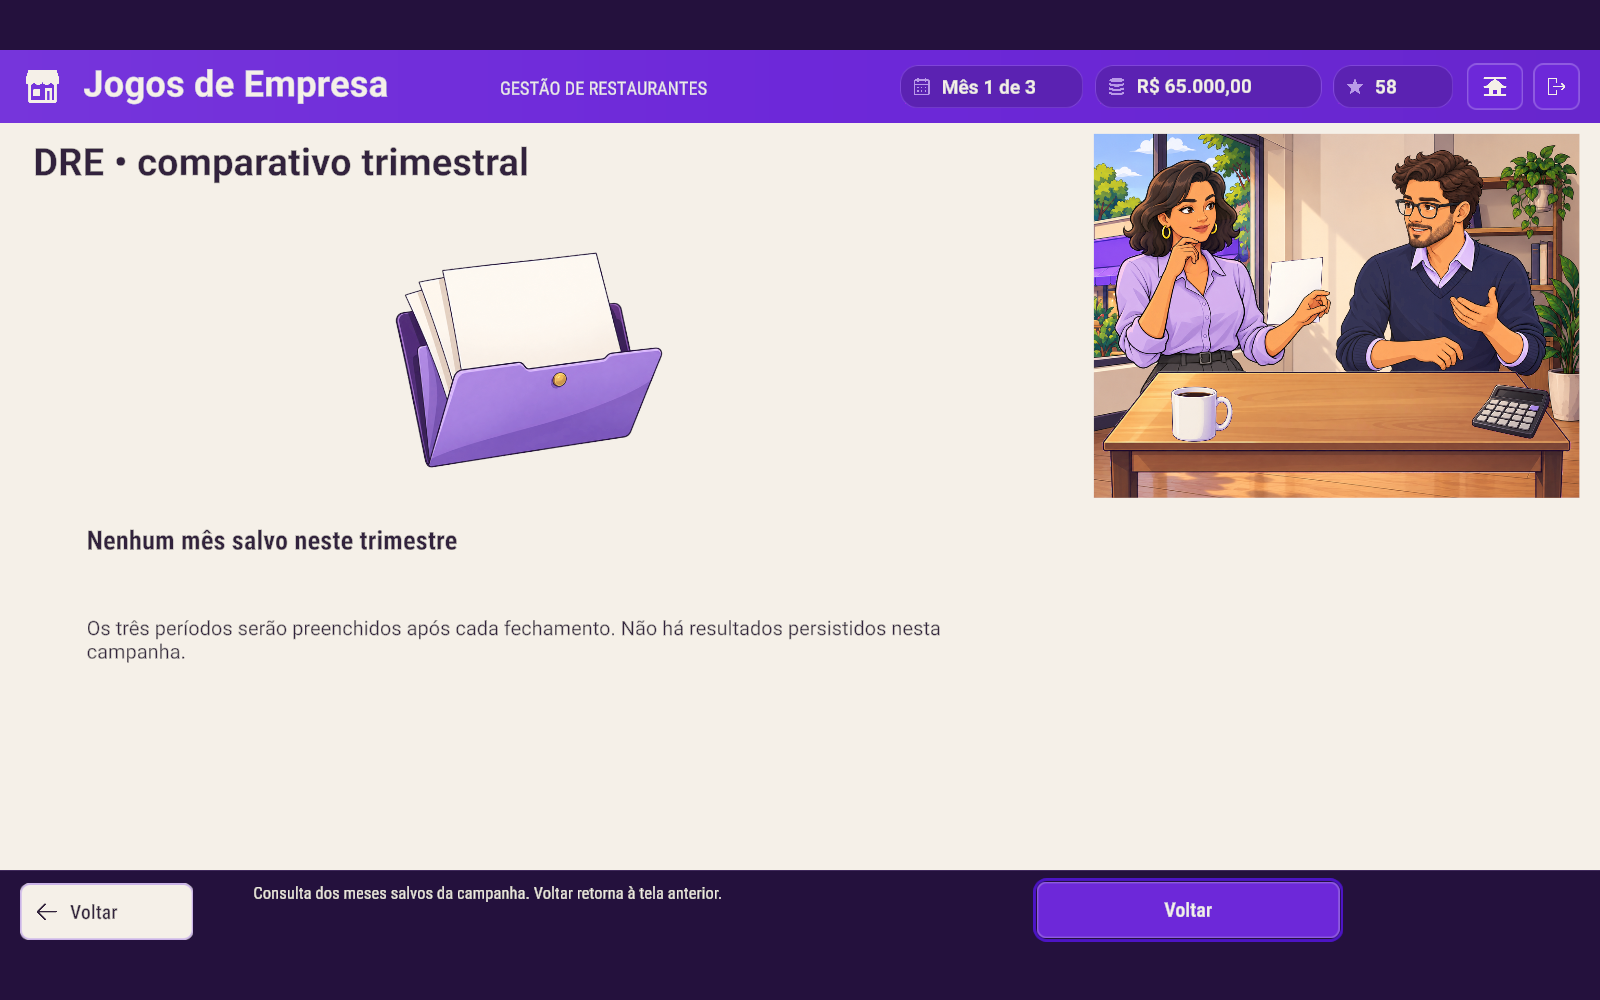 Jogos de Empresa
GESTÃO DE RESTAURANTES
Mês 1 de 3
R$ 65.000,00
58
DRE • comparativo trimestral
Nenhum mês salvo neste trimestre
Os três períodos serão preenchidos após cada fechamento. Não há resultados persistidos nesta
campanha.
Voltar
Consulta dos meses salvos da campanha. Voltar retorna à tela anterior.
Voltar